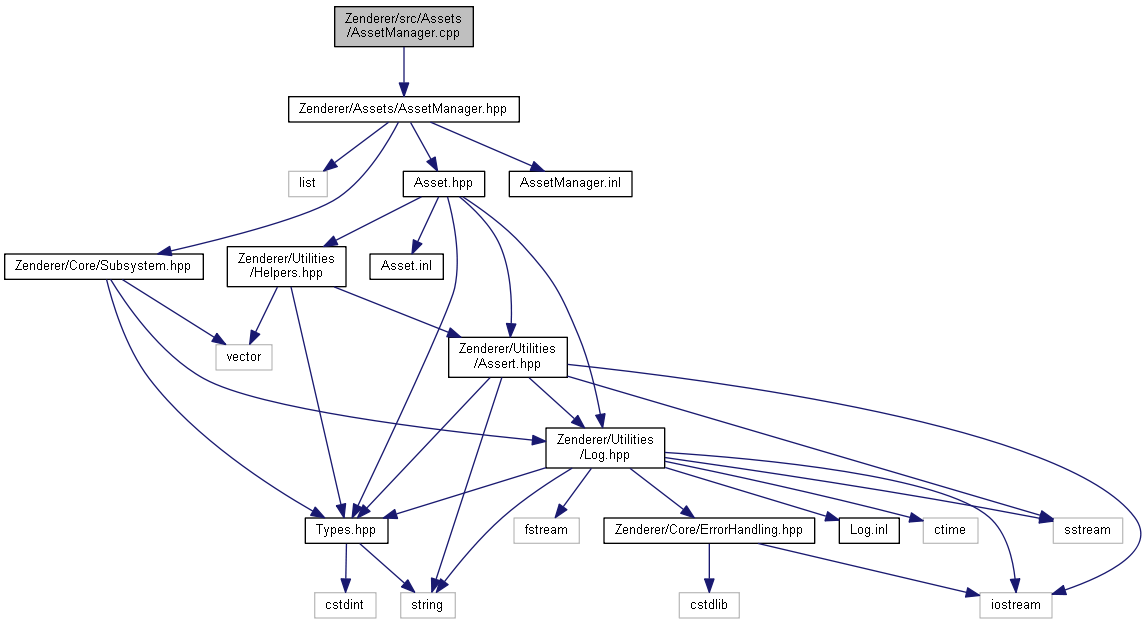 Zenderer/src/Assets
/AssetManager.cpp
Zenderer/Assets/AssetManager.hpp
list
Asset.hpp
AssetManager.inl
Zenderer/Core/Subsystem.hpp
Zenderer/Utilities
/Helpers.hpp
Asset.inl
vector
Zenderer/Utilities
/Assert.hpp
Zenderer/Utilities
/Log.hpp
Types.hpp
fstream
Zenderer/Core/ErrorHandling.hpp
Log.inl
ctime
sstream
cstdint
string
cstdlib
iostream